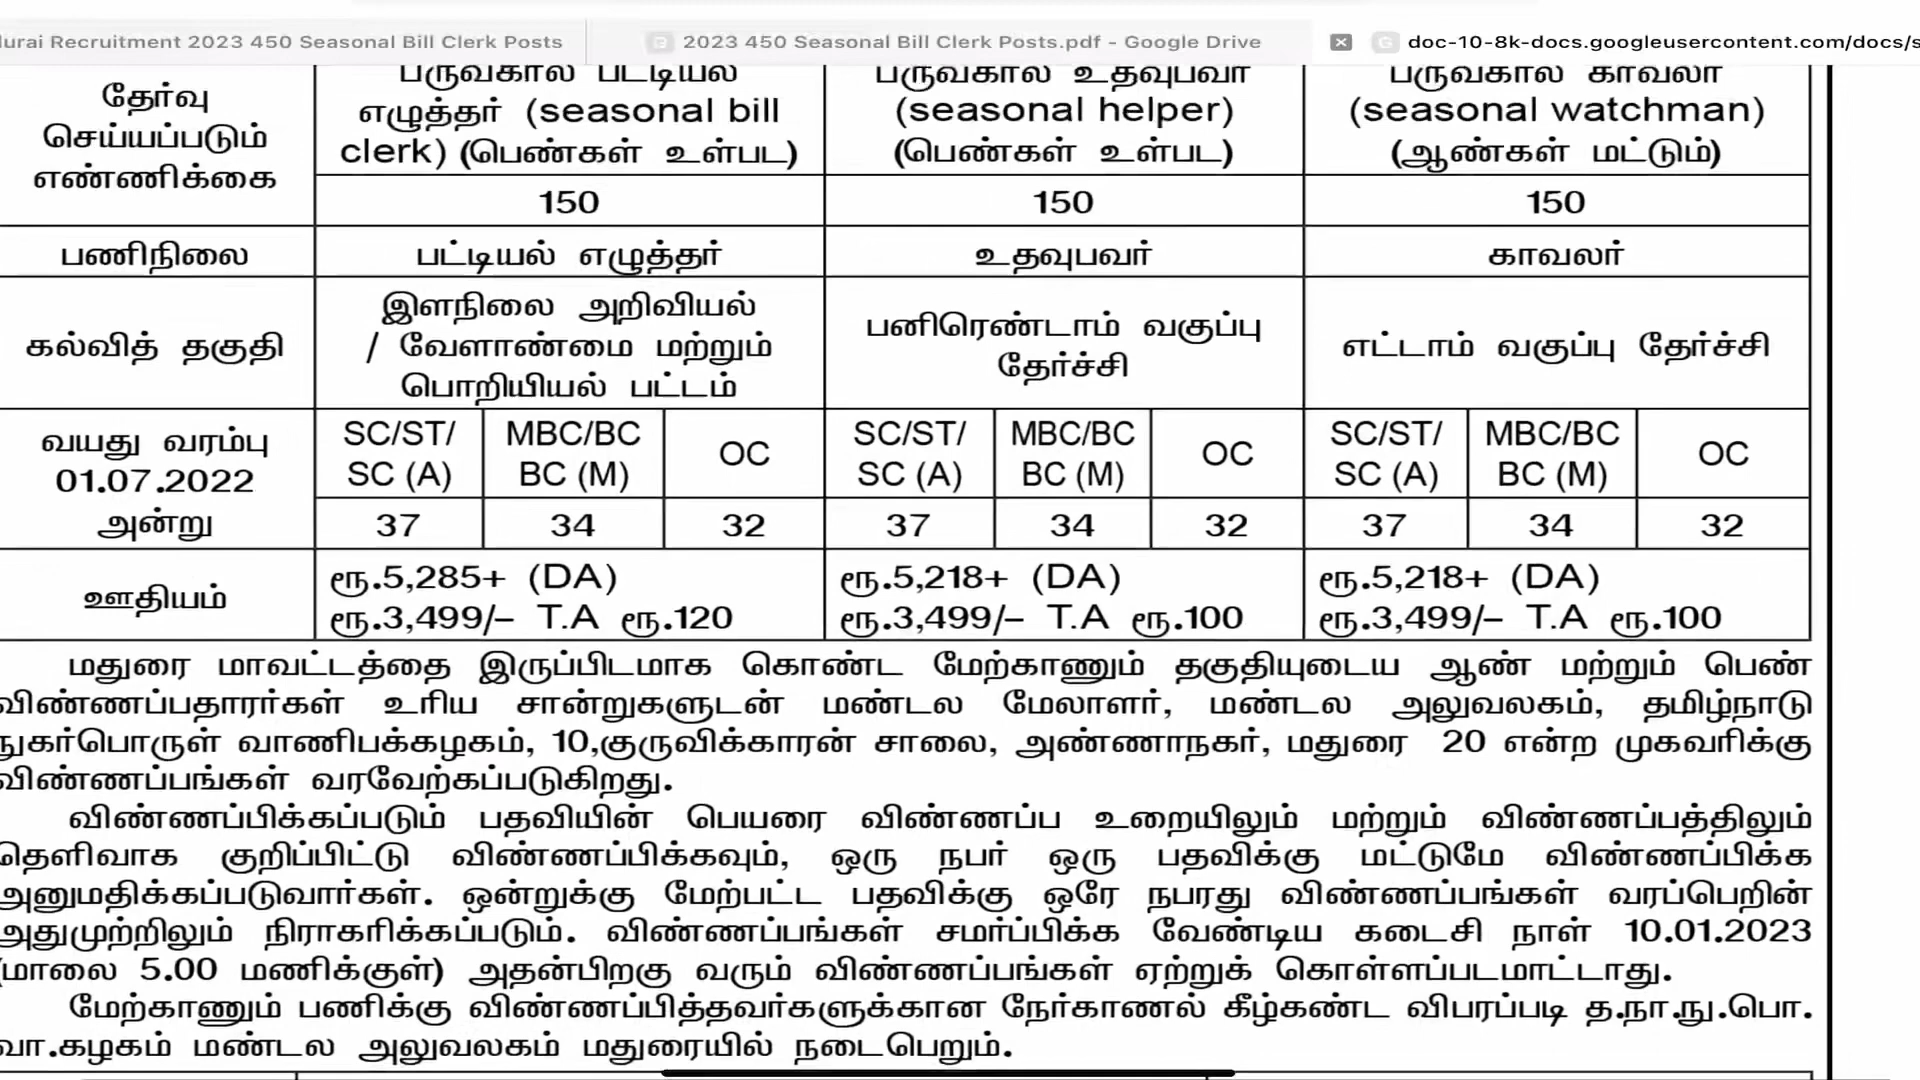 durai Recruitment 2023 450 Seasonal Bill Clerk Posts
2023 450 Seasonal Bill Clerk Posts.pdf - Google Drive
doc-10-8k-docs.googleusercontent.com/docs/s
தேர்வு செய்யப்படும் எண்ணிக்கை
பருவகால பட்டியல்
எழுத்தர் (seasonal bill
clerk) (பெண்கள் உள்பட)
பருவகால உதவுபவர்
(seasonal helper)
(பெண்கள் உள்பட)
பருவகால காவலர்
(seasonal watchman)
(ஆண்கள் மட்டும்)
150 150 150
பணிநிலை பட்டியல் எழுத்தர் உதவுபவர் காவலர்
கல்வித் தகுதி
இளநிலை அறிவியல்
/ வேளாண்மை மற்றும்
பொறியியல் பட்டம்
பனிரெண்டாம் வகுப்பு
தேர்ச்சி
எட்டாம் வகுப்பு தேர்ச்சி
வயது வரம்பு
01.07.2022
அன்று
SC/ST/ MBC/BC OC SC/ST/ MBC/BC OC SC/ST/ MBC/BC OC
SC (A) BC (M) SC (A) BC (M) SC (A) BC (M)
37 34 32 37 34 32 37 34 32
ஊதியம்
ரூ.5,285+ (DA)
ரூ.3,499/– T.A ரூ.120
ரூ.5,218+ (DA)
ரூ.3,499/– T.A ரூ.100
ரூ.5,218+ (DA)
ரூ.3,499/– T.A ரூ.100
மதுரை மாவட்டத்தை இருப்பிடமாக கொண்ட மேற்காணும் தகுதியுடைய ஆண் மற்றும் பெண்
விண்ணப்பதாரர்கள் உரிய சான்றுகளுடன் மண்டல மேலாளர், மண்டல அலுவலகம், தமிழ்நாடு
நுகர்பொருள் வாணிபக்கழகம், 10,குருவிக்காரன் சாலை, அண்ணாநகர், மதுரை 20 என்ற முகவரிக்கு
விண்ணப்பங்கள் வரவேற்கப்படுகிறது.
விண்ணப்பிக்கப்படும் பதவியின் பெயரை விண்ணப்ப உறையிலும் மற்றும் விண்ணப்பத்திலும்
தெளிவாக குறிப்பிட்டு விண்ணப்பிக்கவும், ஒரு நபர் ஒரு பதவிக்கு மட்டுமே விண்ணப்பிக்க
அனுமதிக்கப்படுவார்கள். ஒன்றுக்கு மேற்பட்ட பதவிக்கு ஒரே நபரது விண்ணப்பங்கள் வரப்பெறின்
அதுமுற்றிலும் நிராகரிக்கப்படும். விண்ணப்பங்கள் சமர்ப்பிக்க வேண்டிய கடைசி நாள் 10.01.2023
(மாலை 5.00 மணிக்குள்) அதன்பிறகு வரும் விண்ணப்பங்கள் ஏற்றுக் கொள்ளப்படமாட்டாது.
மேற்காணும் பணிக்கு விண்ணப்பித்தவர்களுக்கான நேர்காணல் கீழ்கண்ட விபரப்படி த.நா.நு.பொ.
வா.கழகம் மண்டல அலுவலகம் மதுரையில் நடைபெறும்.